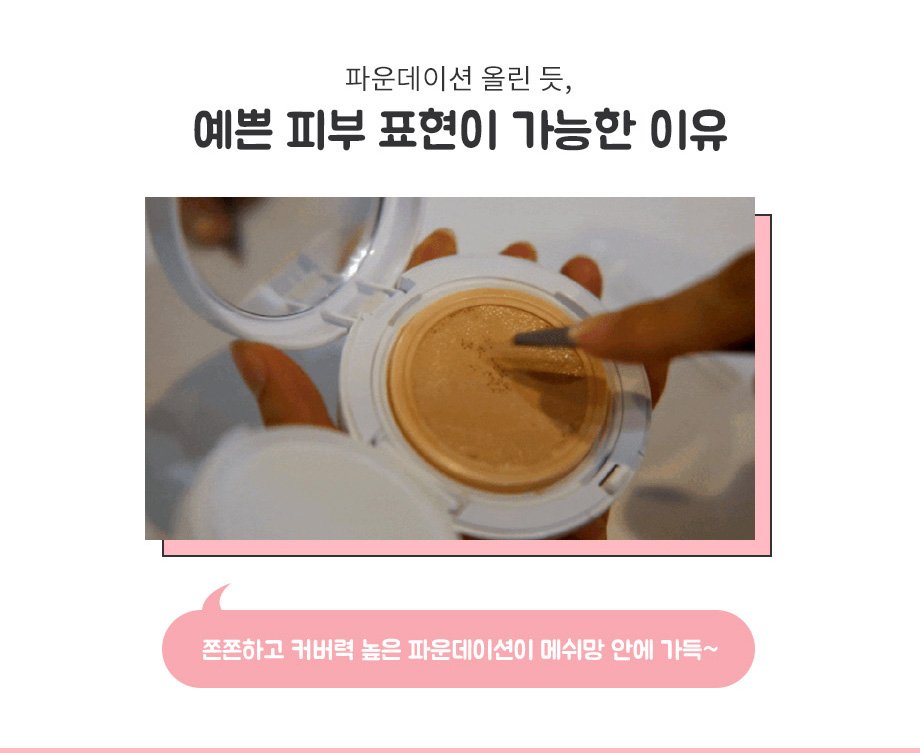 파운데이션 올린 듯,
예쁜 피부 표현이 가능한 이유
쫀쫀하고 커버력 높은 파운데이션이 메쉬망 안에 가득~